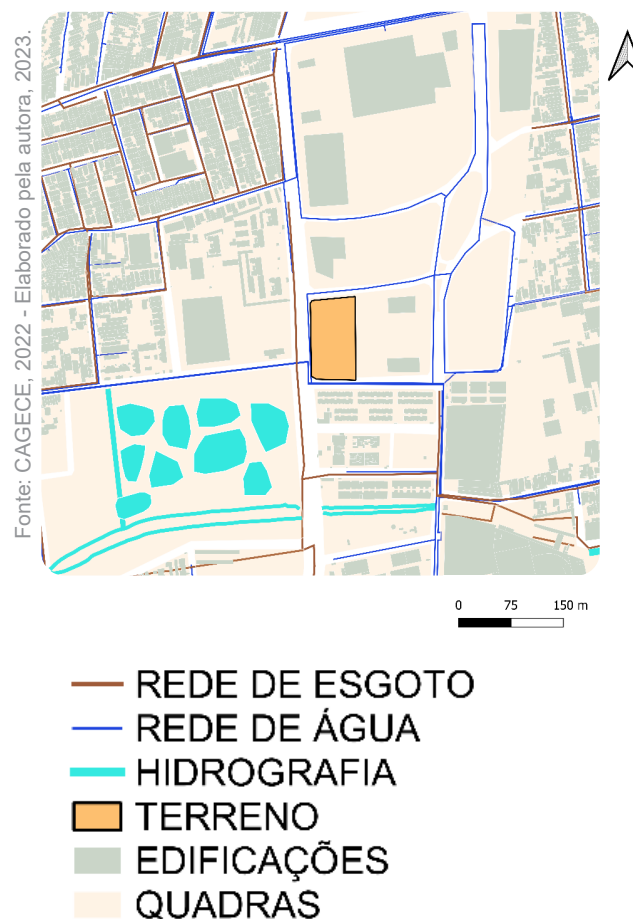 Fonte: CAGECE, 2022 - Elaborado pela autora, 2023.
0 75 150 m
REDE DE ESGOTO
REDE DE ÁGUA
HIDROGRAFIA
TERRENO
EDIFICAÇÕES
QUADRAS